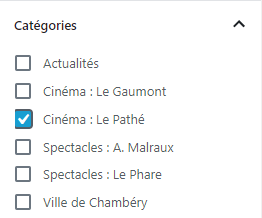 Catégories
Actualités
Cinéma : Le Gaumont
Cinéma : Le Pathé
Spectacles : A. Malraux
Spectacles : Le Phare
Ville de Chambéry